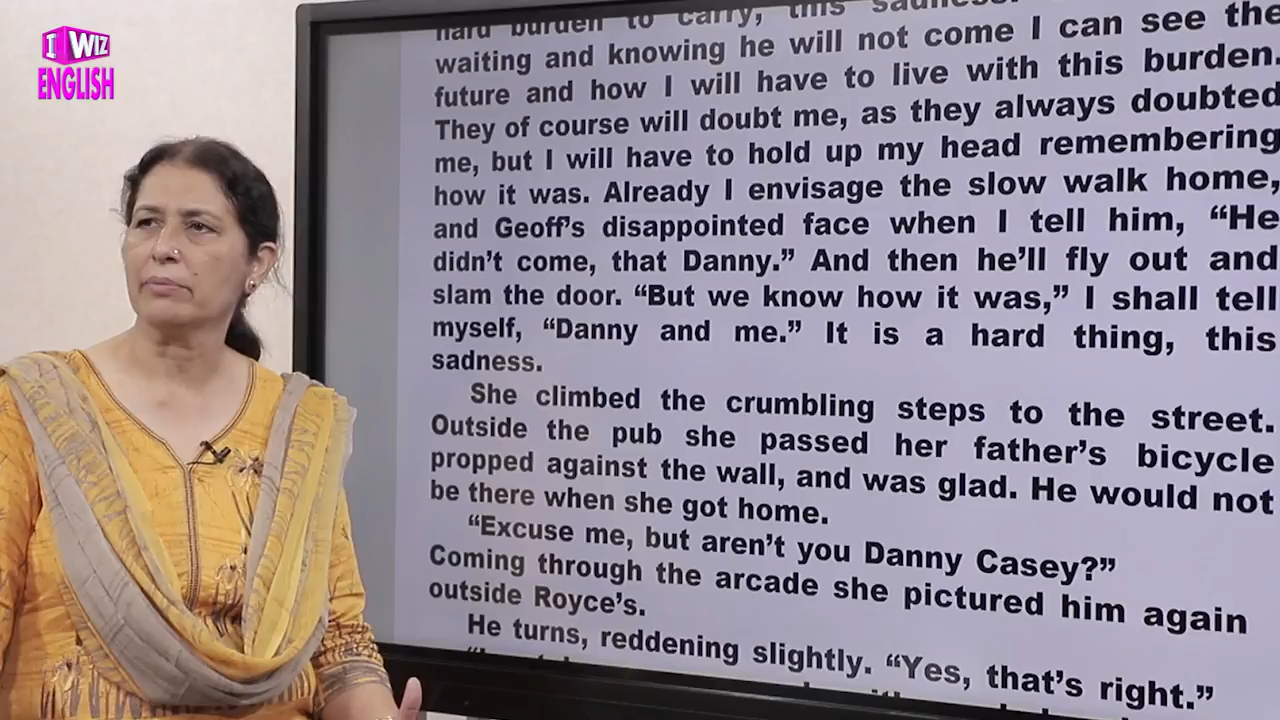 I WIZ
ENGLISH
hard burden to carry, this sadness.
waiting and knowing he will not come I can see the
future and how I will have to live with this burden.
They of course will doubt me, as they always doubted
me, but I will have to hold up my head remembering
how it was. Already I envisage the slow walk home,
and Geoff’s disappointed face when I tell him, “He
didn’t come, that Danny.” And then he’ll fly out and
slam the door. “But we know how it was,” I shall tell
myself, “Danny and me.” It is a hard thing, this
sadness.
She climbed the crumbling steps to the street.
Outside the pub she passed her father’s bicycle
propped against the wall, and was glad. He would not
be there when she got home.
“Excuse me, but aren’t you Danny Casey?”
Coming through the arcade she pictured him again
outside Royce’s.
He turns, reddening slightly. “Yes, that’s right.”